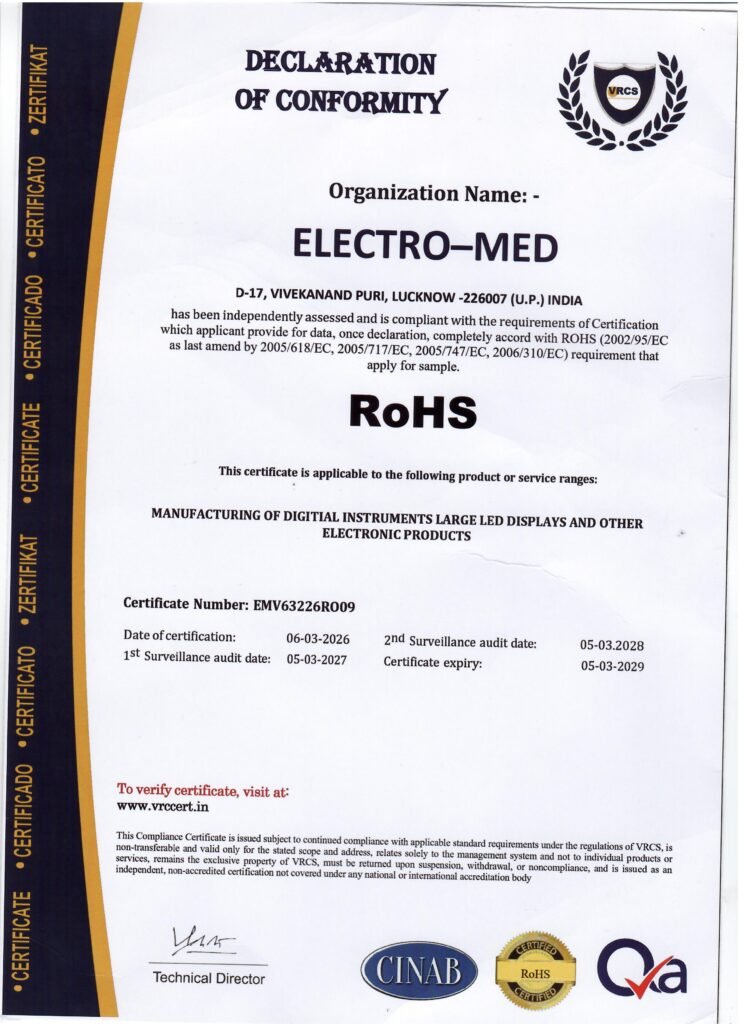 DECLARATION
OF CONFORMITY
VRCS
Organization Name: -
ELECTRO–MED
D-17, VIVEKANAND PURI, LUCKNOW -226007 (U.P.) INDIA
has been independently assessed and is compliant with the requirements of Certification
which applicant provide for data, once declaration, completely accord with ROHS (2002/95/EC
as last amend by 2005/618/EC, 2005/717/EC, 2005/747/EC, 2006/310/EC) requirement that
apply for sample.
RoHS
This certificate is applicable to the following product or service ranges:
MANUFACTURING OF DIGITIAL INSTRUMENTS LARGE LED DISPLAYS AND OTHER
ELECTRONIC PRODUCTS
Certificate Number: EMV63226RO09
Date of certification: 06-03-2026 2nd Surveillance audit date: 05-03.2028
1st Surveillance audit date: 05-03-2027 Certificate expiry: 05-03-2029
To verify certificate, visit at:
www.vrccert.in
This Compliance Certificate is issued subject to continued compliance with applicable standard requirements under the regulations of VRCS, is
non-transferable and valid only for the stated scope and address, relates solely to the management system and not to individual products or
services, remains the exclusive property of VRCS, must be returned upon suspension, withdrawal, or noncompliance, and is issued as an
independent, non-accredited certification not covered under any national or international accreditation body
Technical Director
CINAB
CERTIFIED
RoHS
CERTIFIED
Qa
• CERTIFICATE • CERTIFICADO • CERTIFICATO • ZERTIFIKAT • CERTIFICATE • CERTIFICADO • CERTIFICATO • ZERTIFIKAT